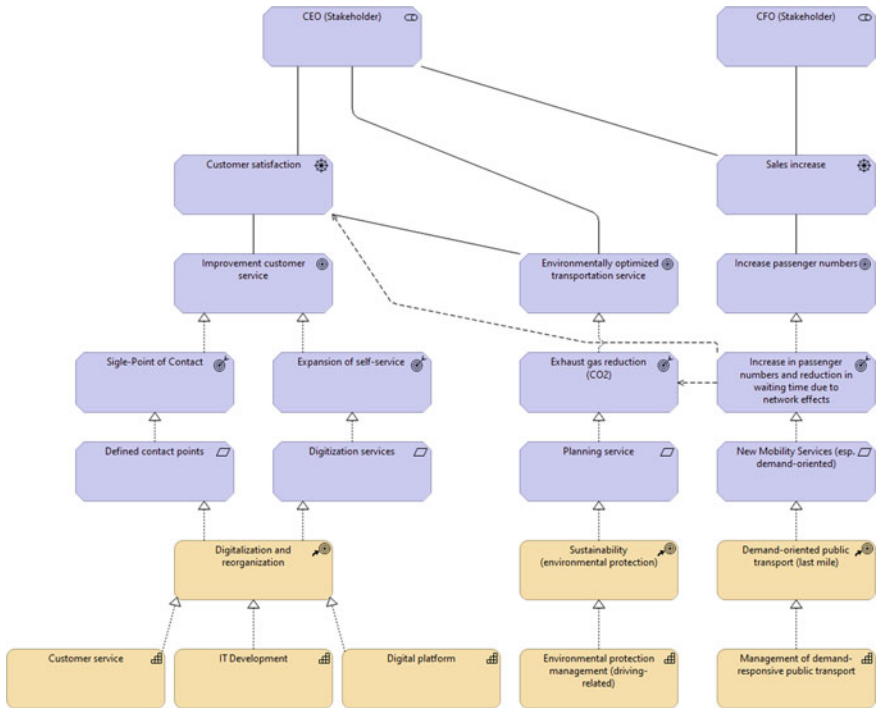 CEO (Stakeholder)
CFO (Stakeholder)
Customer satisfaction
Sales increase
Improvement customer
service
Environmentally optimized
transportation service
Increase passenger numbers
Sigle-Point of Contact
Expansion of self-service
Exhaust gas reduction
(CO2)
Increase in passenger
numbers and reduction in
waiting time due to
network effects
Defined contact points
Digitization services
Planning service
New Mobility Services (esp.
demand-oriented)
Digitalization and
reorganization
Sustainability
(environmental protection)
Demand-oriented public
transport (last mile)
Customer service
IT Development
Digital platform
Environmental protection
management (driving-
related)
Management of demand-
responsive public transport